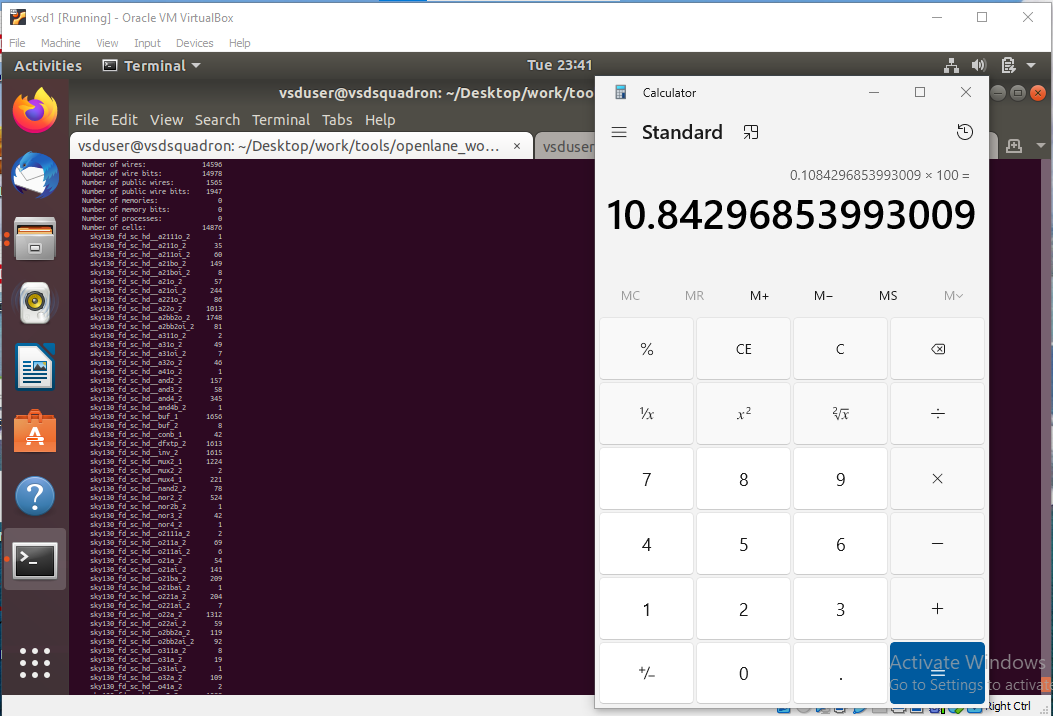 vsd1 [Running] - Oracle VM VirtualBox
File Machine View Input Devices Help
Activities Terminal Tue 23:41
vsduser@vsdsquadron: ~/Desktop/work/too
File Edit View Search Terminal Tabs Help
vsduser@vsdsquadron: ~/Desktop/work/tools/openlane_wo... × vsduser
Number of wires: 14596
Number of wire bits: 14978
Number of public wires: 1565
Number of public wire bits: 1947
Number of memories: 0
Number of memory bits: 0
Number of processes: 0
Number of cells: 14876
sky130_fd_sc_hd__a2111o_2 1
sky130_fd_sc_hd__a211o_2 35
sky130_fd_sc_hd__a211oi_2 60
sky130_fd_sc_hd__a21bo_2 149
sky130_fd_sc_hd__a21boi_2 8
sky130_fd_sc_hd__a21o_2 57
sky130_fd_sc_hd__a21oi_2 244
sky130_fd_sc_hd__a221o_2 86
sky130_fd_sc_hd__a22o_2 1013
sky130_fd_sc_hd__a2bb2o_2 1748
sky130_fd_sc_hd__a2bb2oi_2 81
sky130_fd_sc_hd__a311o_2 2
sky130_fd_sc_hd__a31o_2 49
sky130_fd_sc_hd__a31oi_2 7
sky130_fd_sc_hd__a32o_2 46
sky130_fd_sc_hd__a41o_2 1
sky130_fd_sc_hd__and2_2 157
sky130_fd_sc_hd__and3_2 58
sky130_fd_sc_hd__and4_2 345
sky130_fd_sc_hd__and4b_2 1
sky130_fd_sc_hd__buf_1 1656
sky130_fd_sc_hd__buf_2 8
sky130_fd_sc_hd__conb_1 42
sky130_fd_sc_hd__dfxtp_2 1613
sky130_fd_sc_hd__inv_2 1615
sky130_fd_sc_hd__mux2_1 1224
sky130_fd_sc_hd__mux2_2 2
sky130_fd_sc_hd__mux4_1 221
sky130_fd_sc_hd__nand2_2 78
sky130_fd_sc_hd__nor2_2 524
sky130_fd_sc_hd__nor2b_2 1
sky130_fd_sc_hd__nor3_2 42
sky130_fd_sc_hd__nor4_2 1
sky130_fd_sc_hd__o2111a_2 2
sky130_fd_sc_hd__o211a_2 69
sky130_fd_sc_hd__o211ai_2 6
sky130_fd_sc_hd__o21a_2 54
sky130_fd_sc_hd__o21ai_2 141
sky130_fd_sc_hd__o21ba_2 209
sky130_fd_sc_hd__o21bai_2 1
sky130_fd_sc_hd__o221a_2 204
sky130_fd_sc_hd__o221ai_2 7
sky130_fd_sc_hd__o22a_2 1312
sky130_fd_sc_hd__o22ai_2 59
sky130_fd_sc_hd__o2bb2a_2 119
sky130_fd_sc_hd__o2bb2ai_2 92
sky130_fd_sc_hd__o311a_2 8
sky130_fd_sc_hd__o31a_2 19
sky130_fd_sc_hd__o31ai_2 1
sky130_fd_sc_hd__o32a_2 109
sky130_fd_sc_hd__o41a_2 2
Calculator
Standard
0.1084296853993009 × 100 =
10.84296853993009
MC MR M+ M− MS M
% CE C
1/x x² ²√x ÷
7 8 9 ×
4 5 6 −
1 2 3 +
+/− 0 . =
Activate Windows
Go to Settings to activate
Right Ctrl